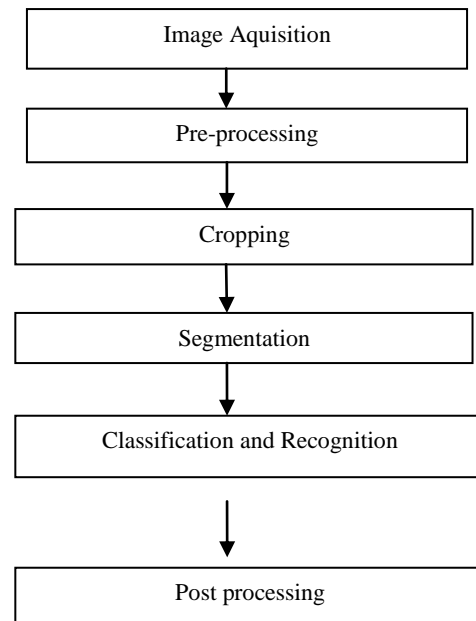 Image Aquisition
Pre-processing
Cropping
Segmentation
Classification and Recognition
Post processing